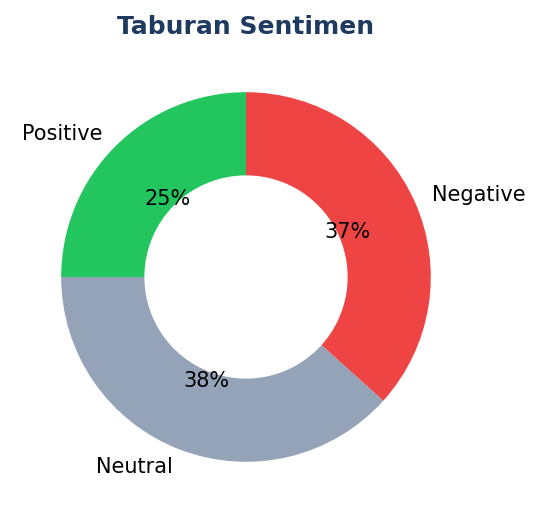 Taburan Sentimen
Positive
25%
Negative
37%
38%
Neutral